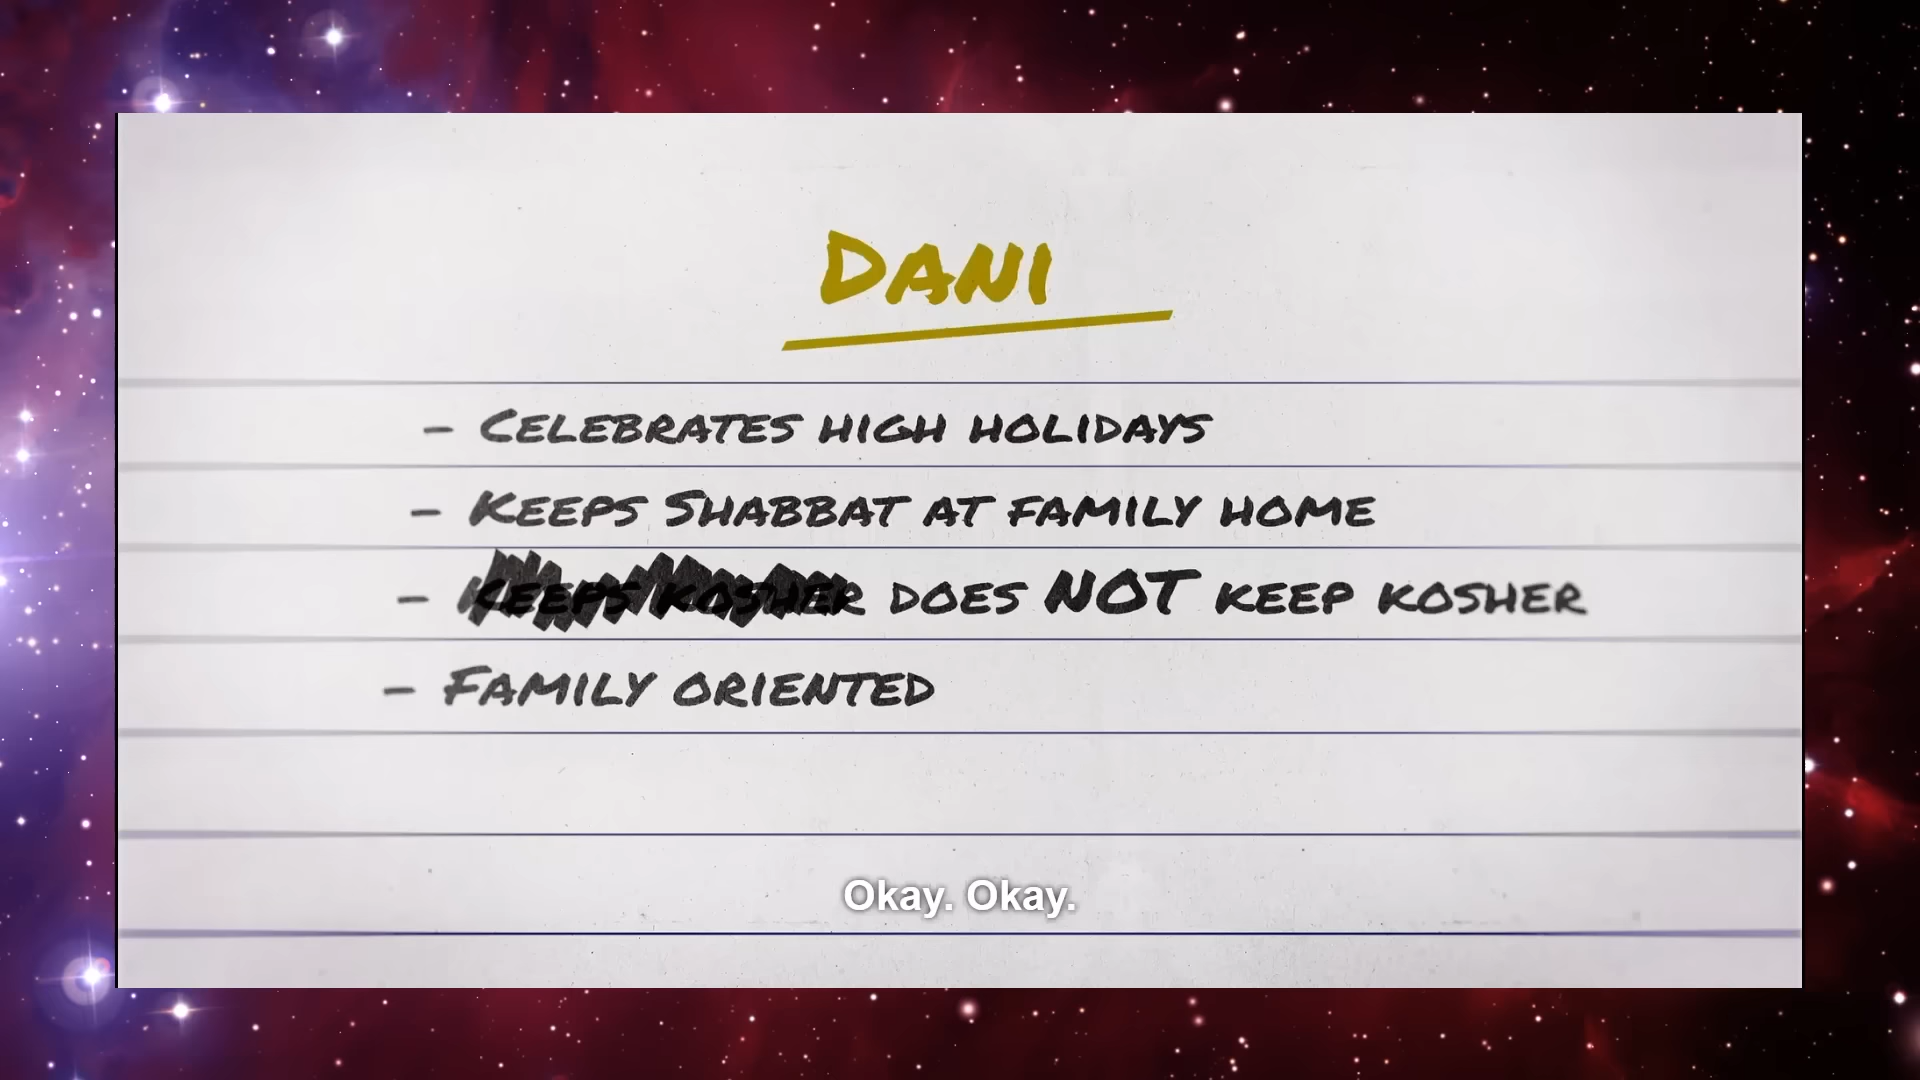 DANI
- CELEBRATES HIGH HOLIDAYS
- KEEPS SHABBAT AT FAMILY HOME
- KEEPS KOSHER DOES NOT KEEP KOSHER
- FAMILY ORIENTED
Okay. Okay.